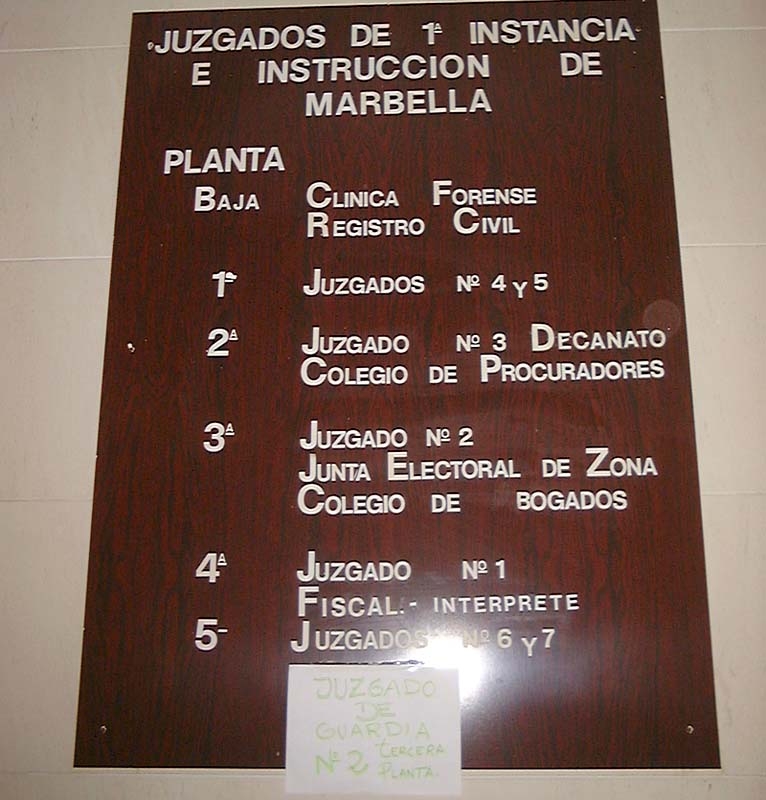 JUZGADOS DE 1ª INSTANCIA
E INSTRUCCION DE
MARBELLA
PLANTA
BAJA CLINICA FORENSE
REGISTRO CIVIL
1ª JUZGADOS Nº 4 Y 5
2ª JUZGADO Nº 3 DECANATO
COLEGIO DE PROCURADORES
3ª JUZGADO Nº 2
JUNTA ELECTORAL DE ZONA
COLEGIO DE BOGADOS
4ª JUZGADO Nº 1
FISCAL.- INTERPRETE
5- JUZGADOS Nº 6 Y 7
JUZGADO
DE
GUARDIA
Nº 2 TERCERA
PLANTA.